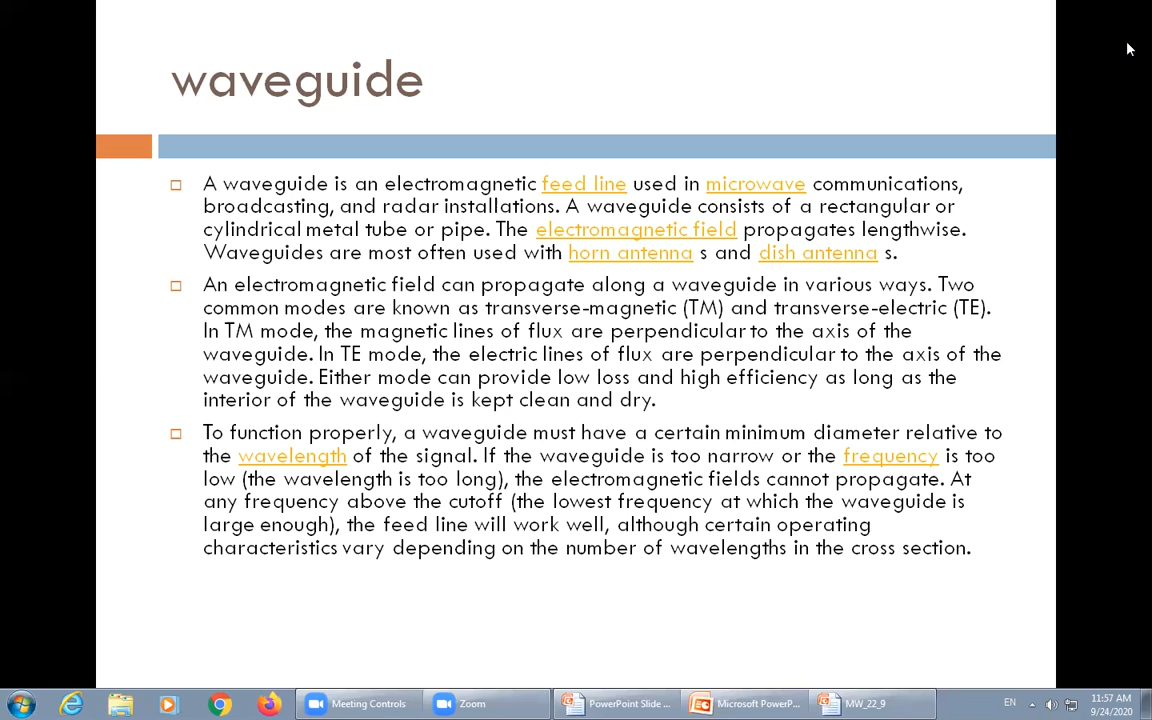 waveguide
A waveguide is an electromagnetic feed line used in microwave communications,
broadcasting, and radar installations. A waveguide consists of a rectangular or
cylindrical metal tube or pipe. The electromagnetic field propagates lengthwise.
Waveguides are most often used with horn antenna s and dish antenna s.
An electromagnetic field can propagate along a waveguide in various ways. Two
common modes are known as transverse-magnetic (TM) and transverse-electric (TE).
In TM mode, the magnetic lines of flux are perpendicular to the axis of the
waveguide. In TE mode, the electric lines of flux are perpendicular to the axis of the
waveguide. Either mode can provide low loss and high efficiency as long as the
interior of the waveguide is kept clean and dry.
To function properly, a waveguide must have a certain minimum diameter relative to
the wavelength of the signal. If the waveguide is too narrow or the frequency is too
low (the wavelength is too long), the electromagnetic fields cannot propagate. At
any frequency above the cutoff (the lowest frequency at which the waveguide is
large enough), the feed line will work well, although certain operating
characteristics vary depending on the number of wavelengths in the cross section.
Meeting Controls
Zoom
PowerPoint Slide ...
Microsoft PowerP...
MW_22_9
EN
11:57 AM
9/24/2020